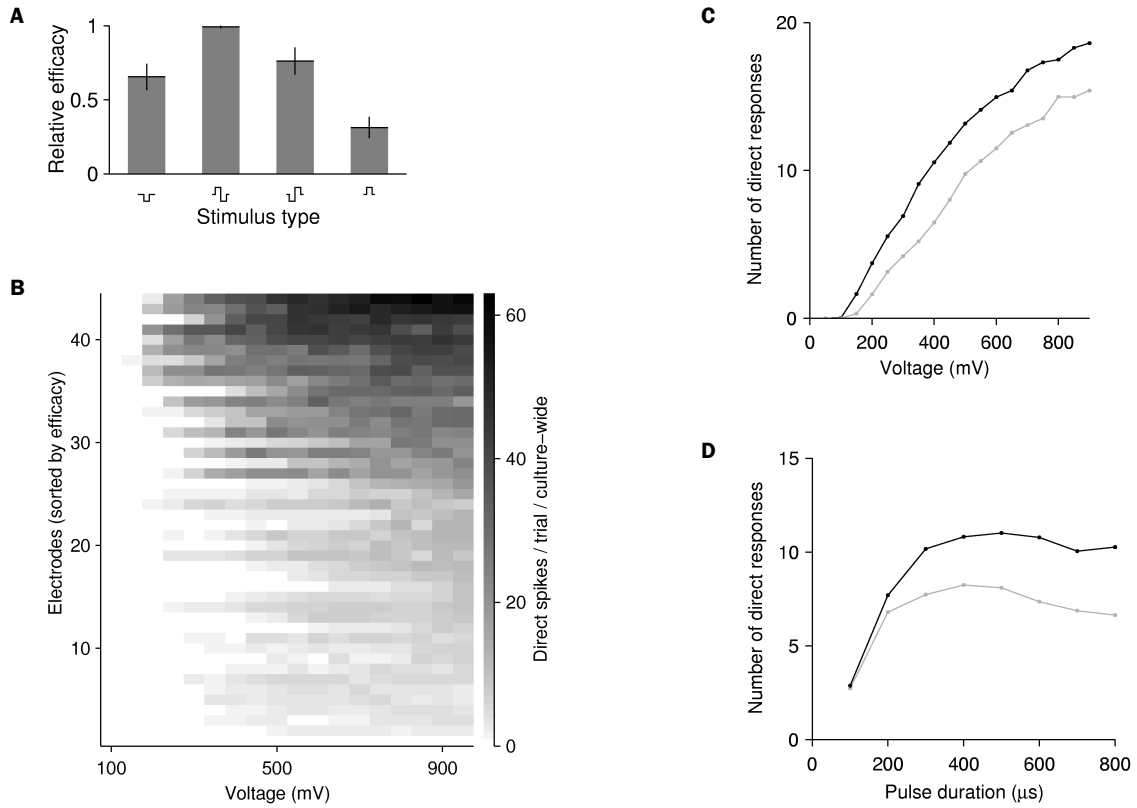 A
Relative efficacy
1
0.5
0
Stimulus type
B
Electrodes (sorted by efficacy)
40
30
20
10
100 500 900
Voltage (mV)
60
40
20
0
Direct spikes / trial / culture–wide
C
Number of direct responses
20
10
0
0 200 400 600 800
Voltage (mV)
D
Number of direct responses
15
10
5
0
0 200 400 600 800
Pulse duration (μs)